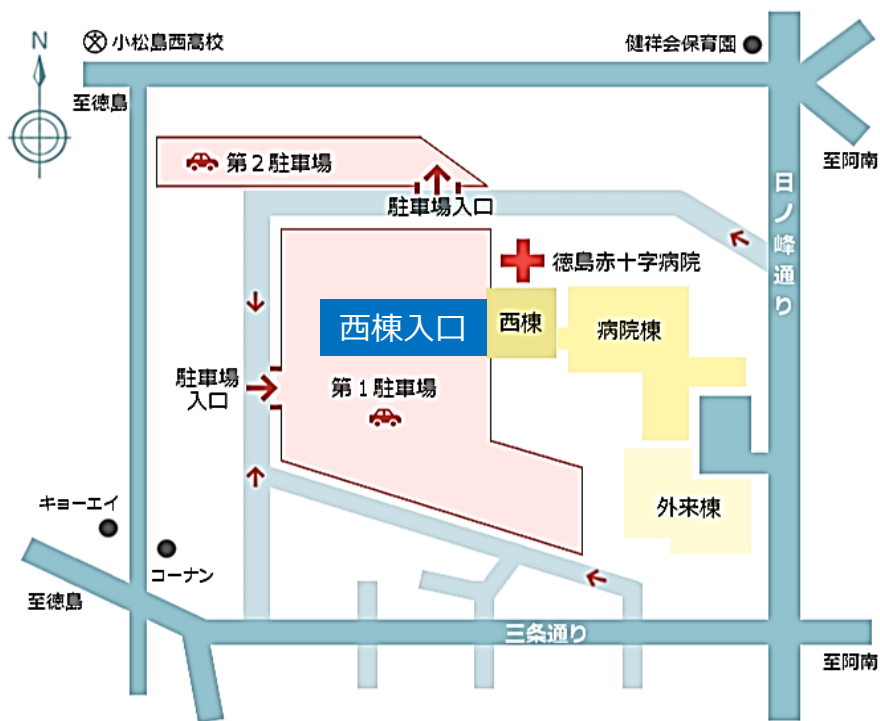 N
小松島西高校
健祥会保育園
至徳島
至阿南
第2駐車場
駐車場入口
日ノ峰通り
徳島赤十字病院
西棟入口
西棟
病院棟
駐車場
入口
第1駐車場
キョーエイ
外来棟
コーナン
至徳島
三条通り
至阿南